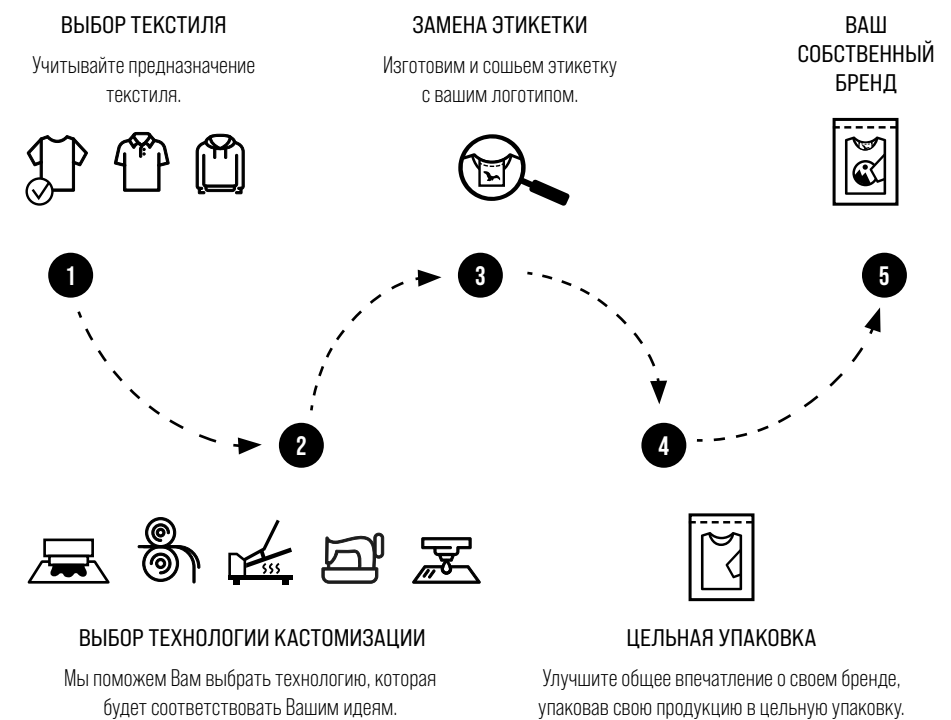 ВЫБОР ТЕКСТИЛЯ
Учитывайте предназначение
текстиля.
1
ВЫБОР ТЕХНОЛОГИИ КАСТОМИЗАЦИИ
Мы поможем Вам выбрать технологию, которая
будет соответствовать Вашим идеям.
2
ЗАМЕНА ЭТИКЕТКИ
Изготовим и сошьем этикетку
с вашим логотипом.
3
ЦЕЛЬНАЯ УПАКОВКА
Улучшите общее впечатление о своем бренде,
упаковав свою продукцию в цельную упаковку.
4
ВАШ
СОБСТВЕННЫЙ
БРЕНД
5